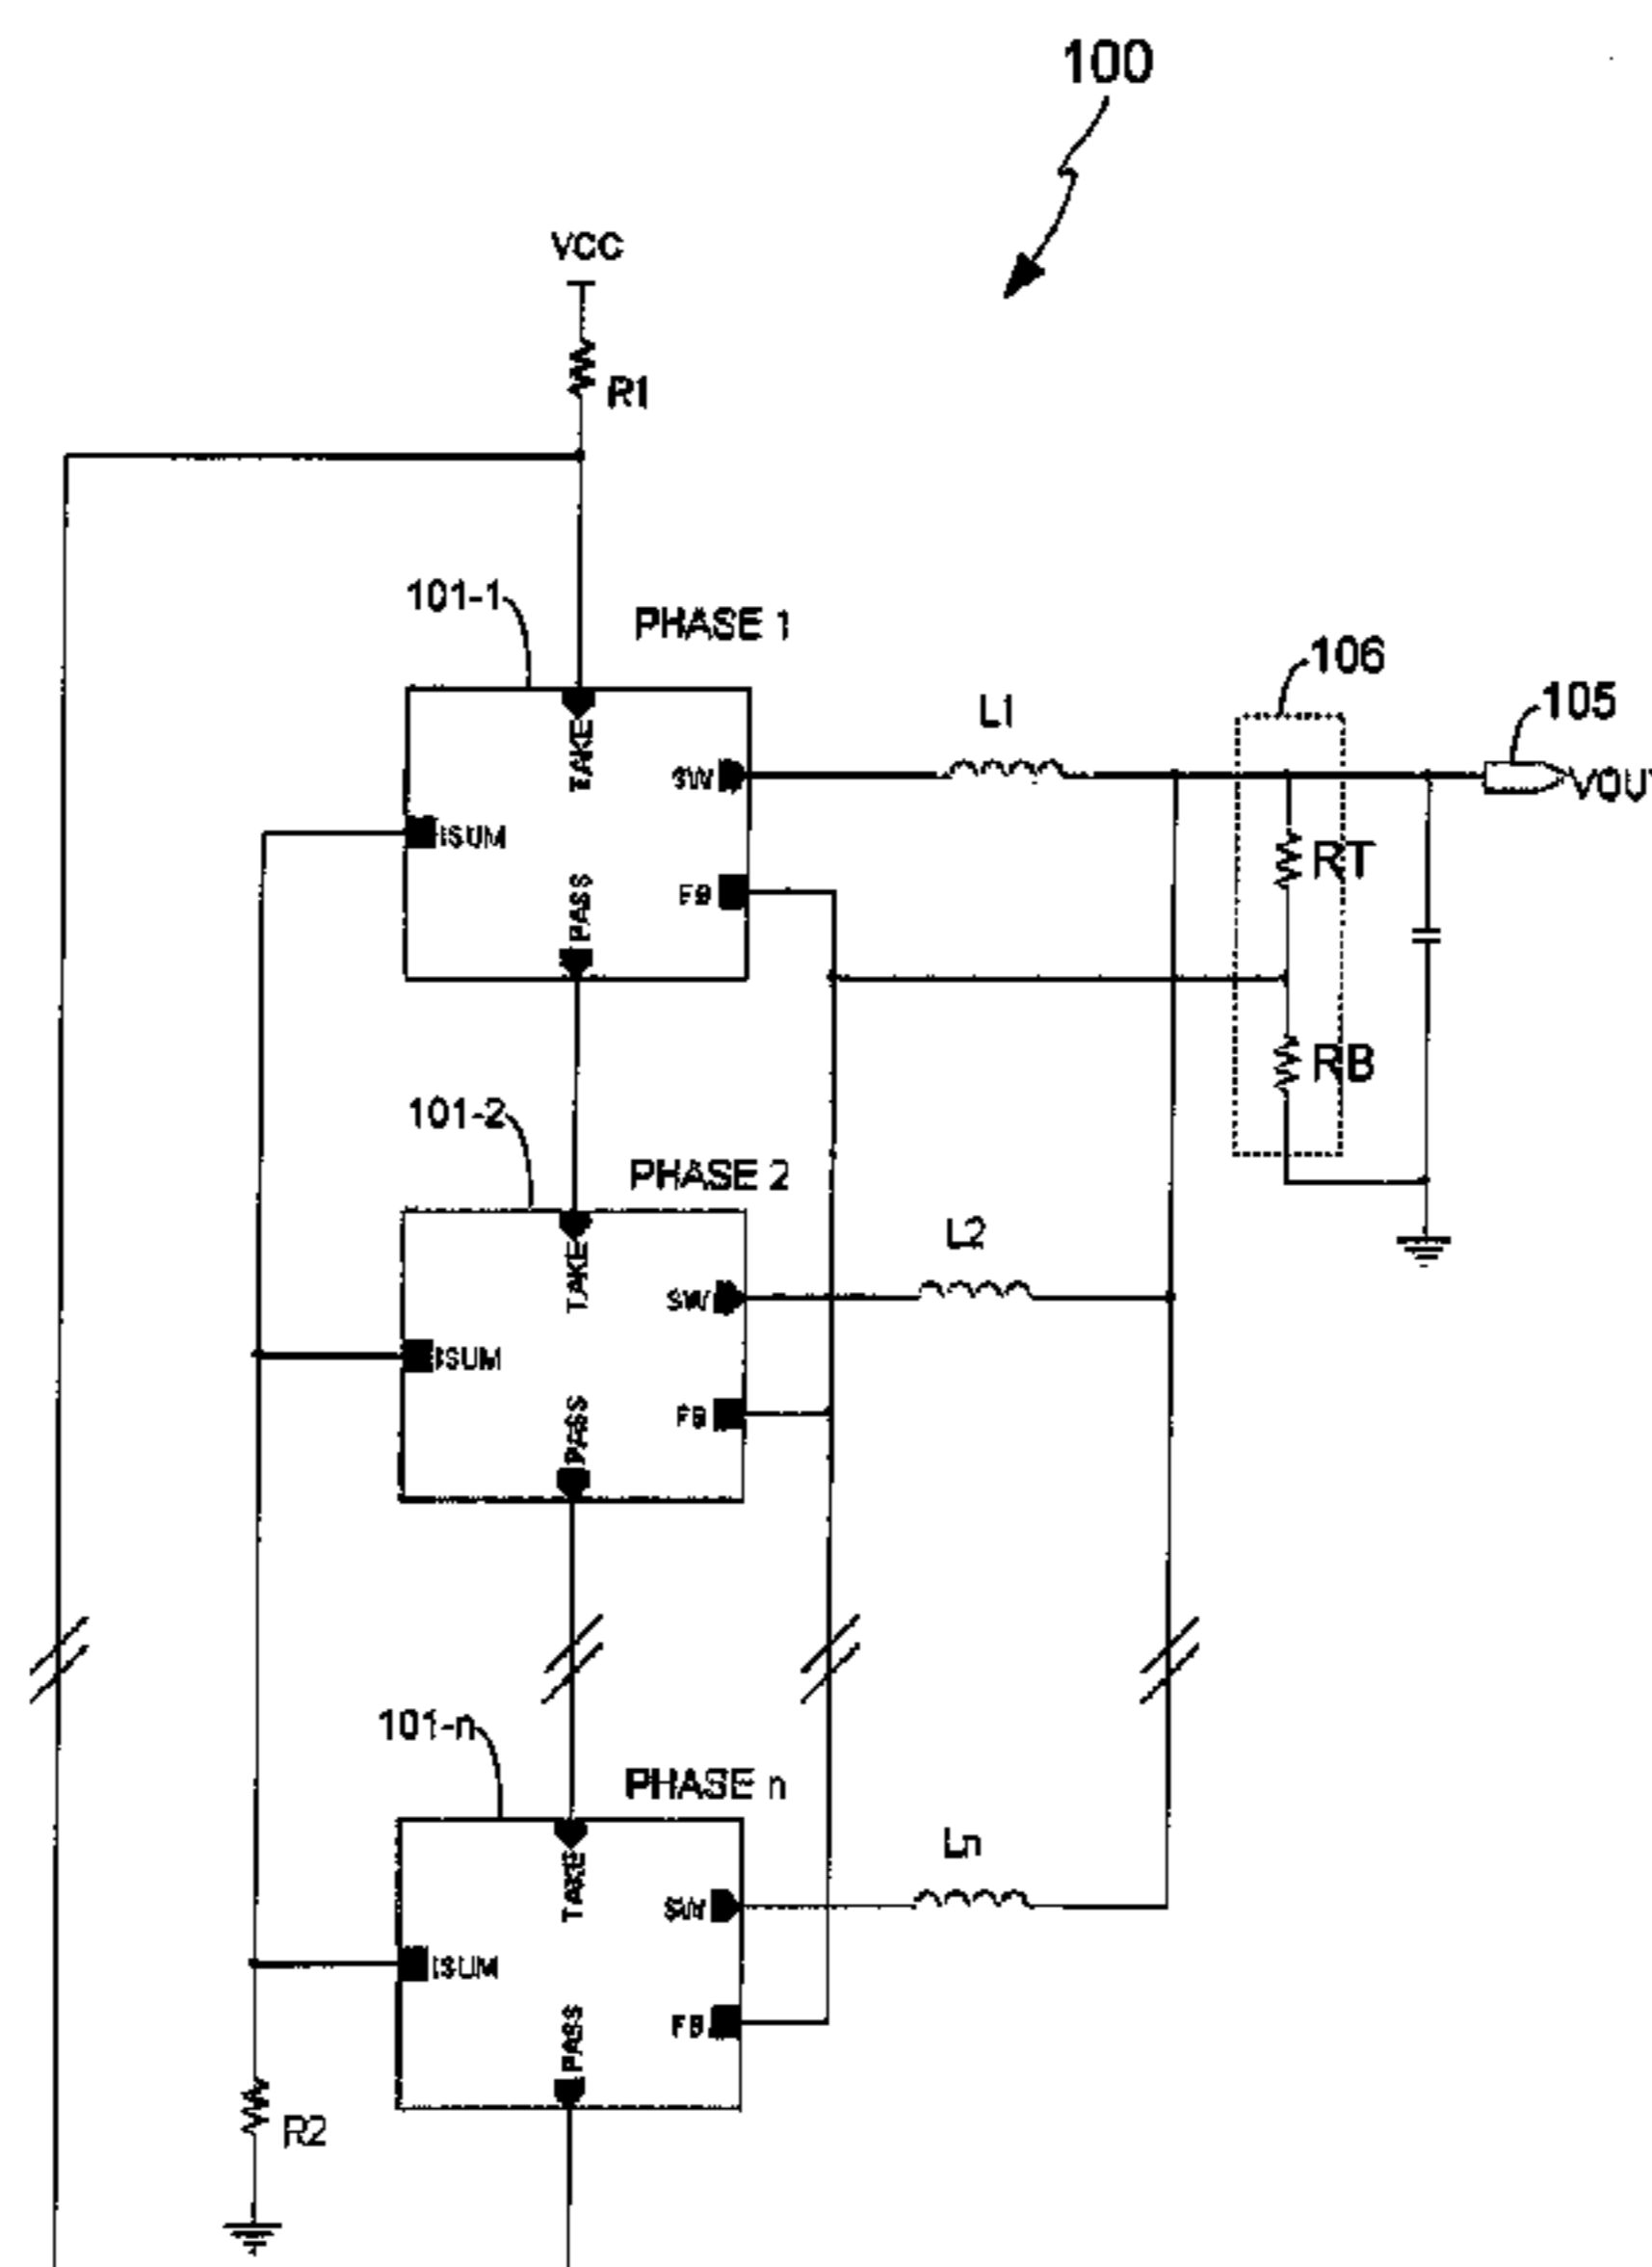 100
VCC
R1
101-1
PHASE 1
TAKE
SW
ISUM
FB
PASS
L1
106
105
VOUT
RT
RB
101-2
PHASE 2
TAKE
SW
ISUM
FB
PASS
L2
101-n
PHASE n
TAKE
SW
ISUM
FB
PASS
Ln
R2